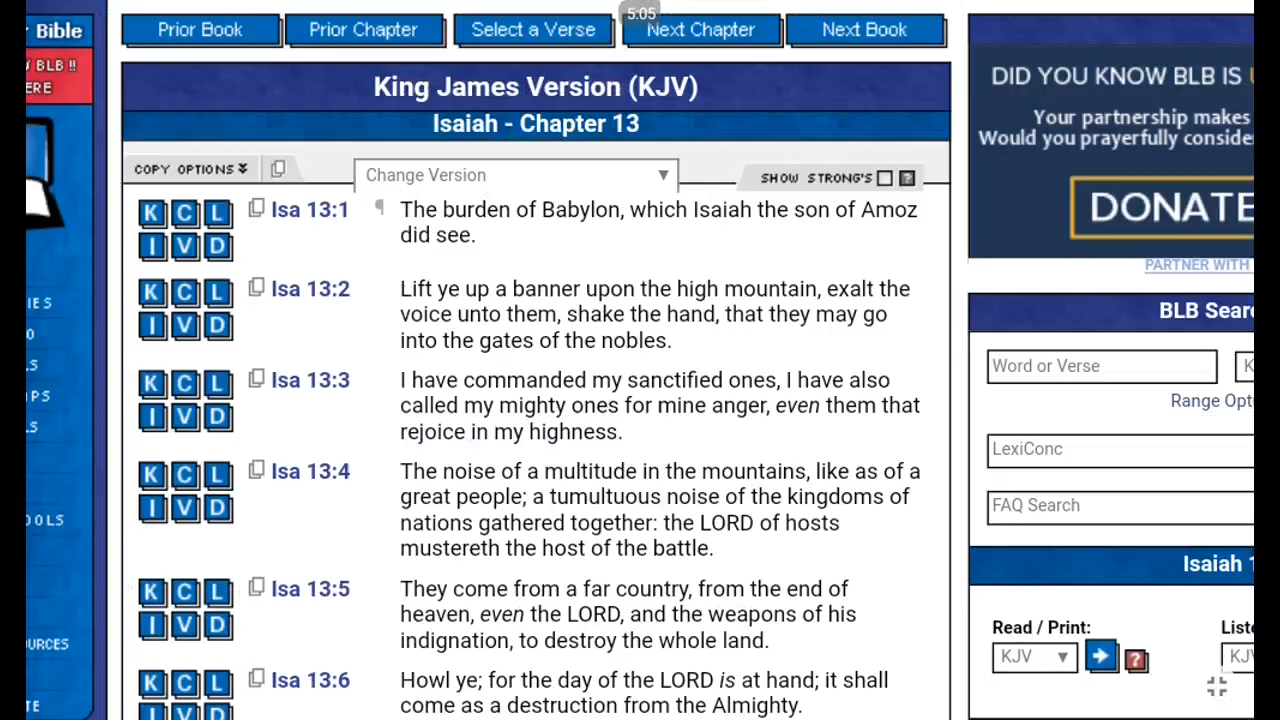 5:05
Bible
Prior Book
Prior Chapter
Select a Verse
Next Chapter
Next Book
BLB !!
ERE
King James Version (KJV)
Isaiah - Chapter 13
COPY OPTIONS
Change Version
SHOW STRONG'S ?
K C L
I V D
Isa 13:1
¶ The burden of Babylon, which Isaiah the son of Amoz
did see.
K C L
I V D
Isa 13:2
Lift ye up a banner upon the high mountain, exalt the
voice unto them, shake the hand, that they may go
into the gates of the nobles.
K C L
I V D
Isa 13:3
I have commanded my sanctified ones, I have also
called my mighty ones for mine anger, even them that
rejoice in my highness.
K C L
I V D
Isa 13:4
The noise of a multitude in the mountains, like as of a
great people; a tumultuous noise of the kingdoms of
nations gathered together: the LORD of hosts
mustereth the host of the battle.
K C L
I V D
Isa 13:5
They come from a far country, from the end of
heaven, even the LORD, and the weapons of his
indignation, to destroy the whole land.
K C L
I V D
Isa 13:6
Howl ye; for the day of the LORD is at hand; it shall
come as a destruction from the Almighty.
DID YOU KNOW BLB IS
Your partnership makes
Would you prayerfully conside
DONATE
PARTNER WITH
BLB Sear
Word or Verse
K
Range Opt
LexiConc
FAQ Search
Isaiah 1
Read / Print:
List
KJV
?
KJV